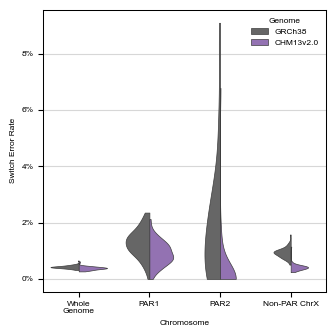 Genome
GRCh38
CHM13v2.0
8%
6%
4%
2%
0%
Switch Error Rate
Whole
Genome
PAR1
PAR2
Non-PAR ChrX
Chromosome